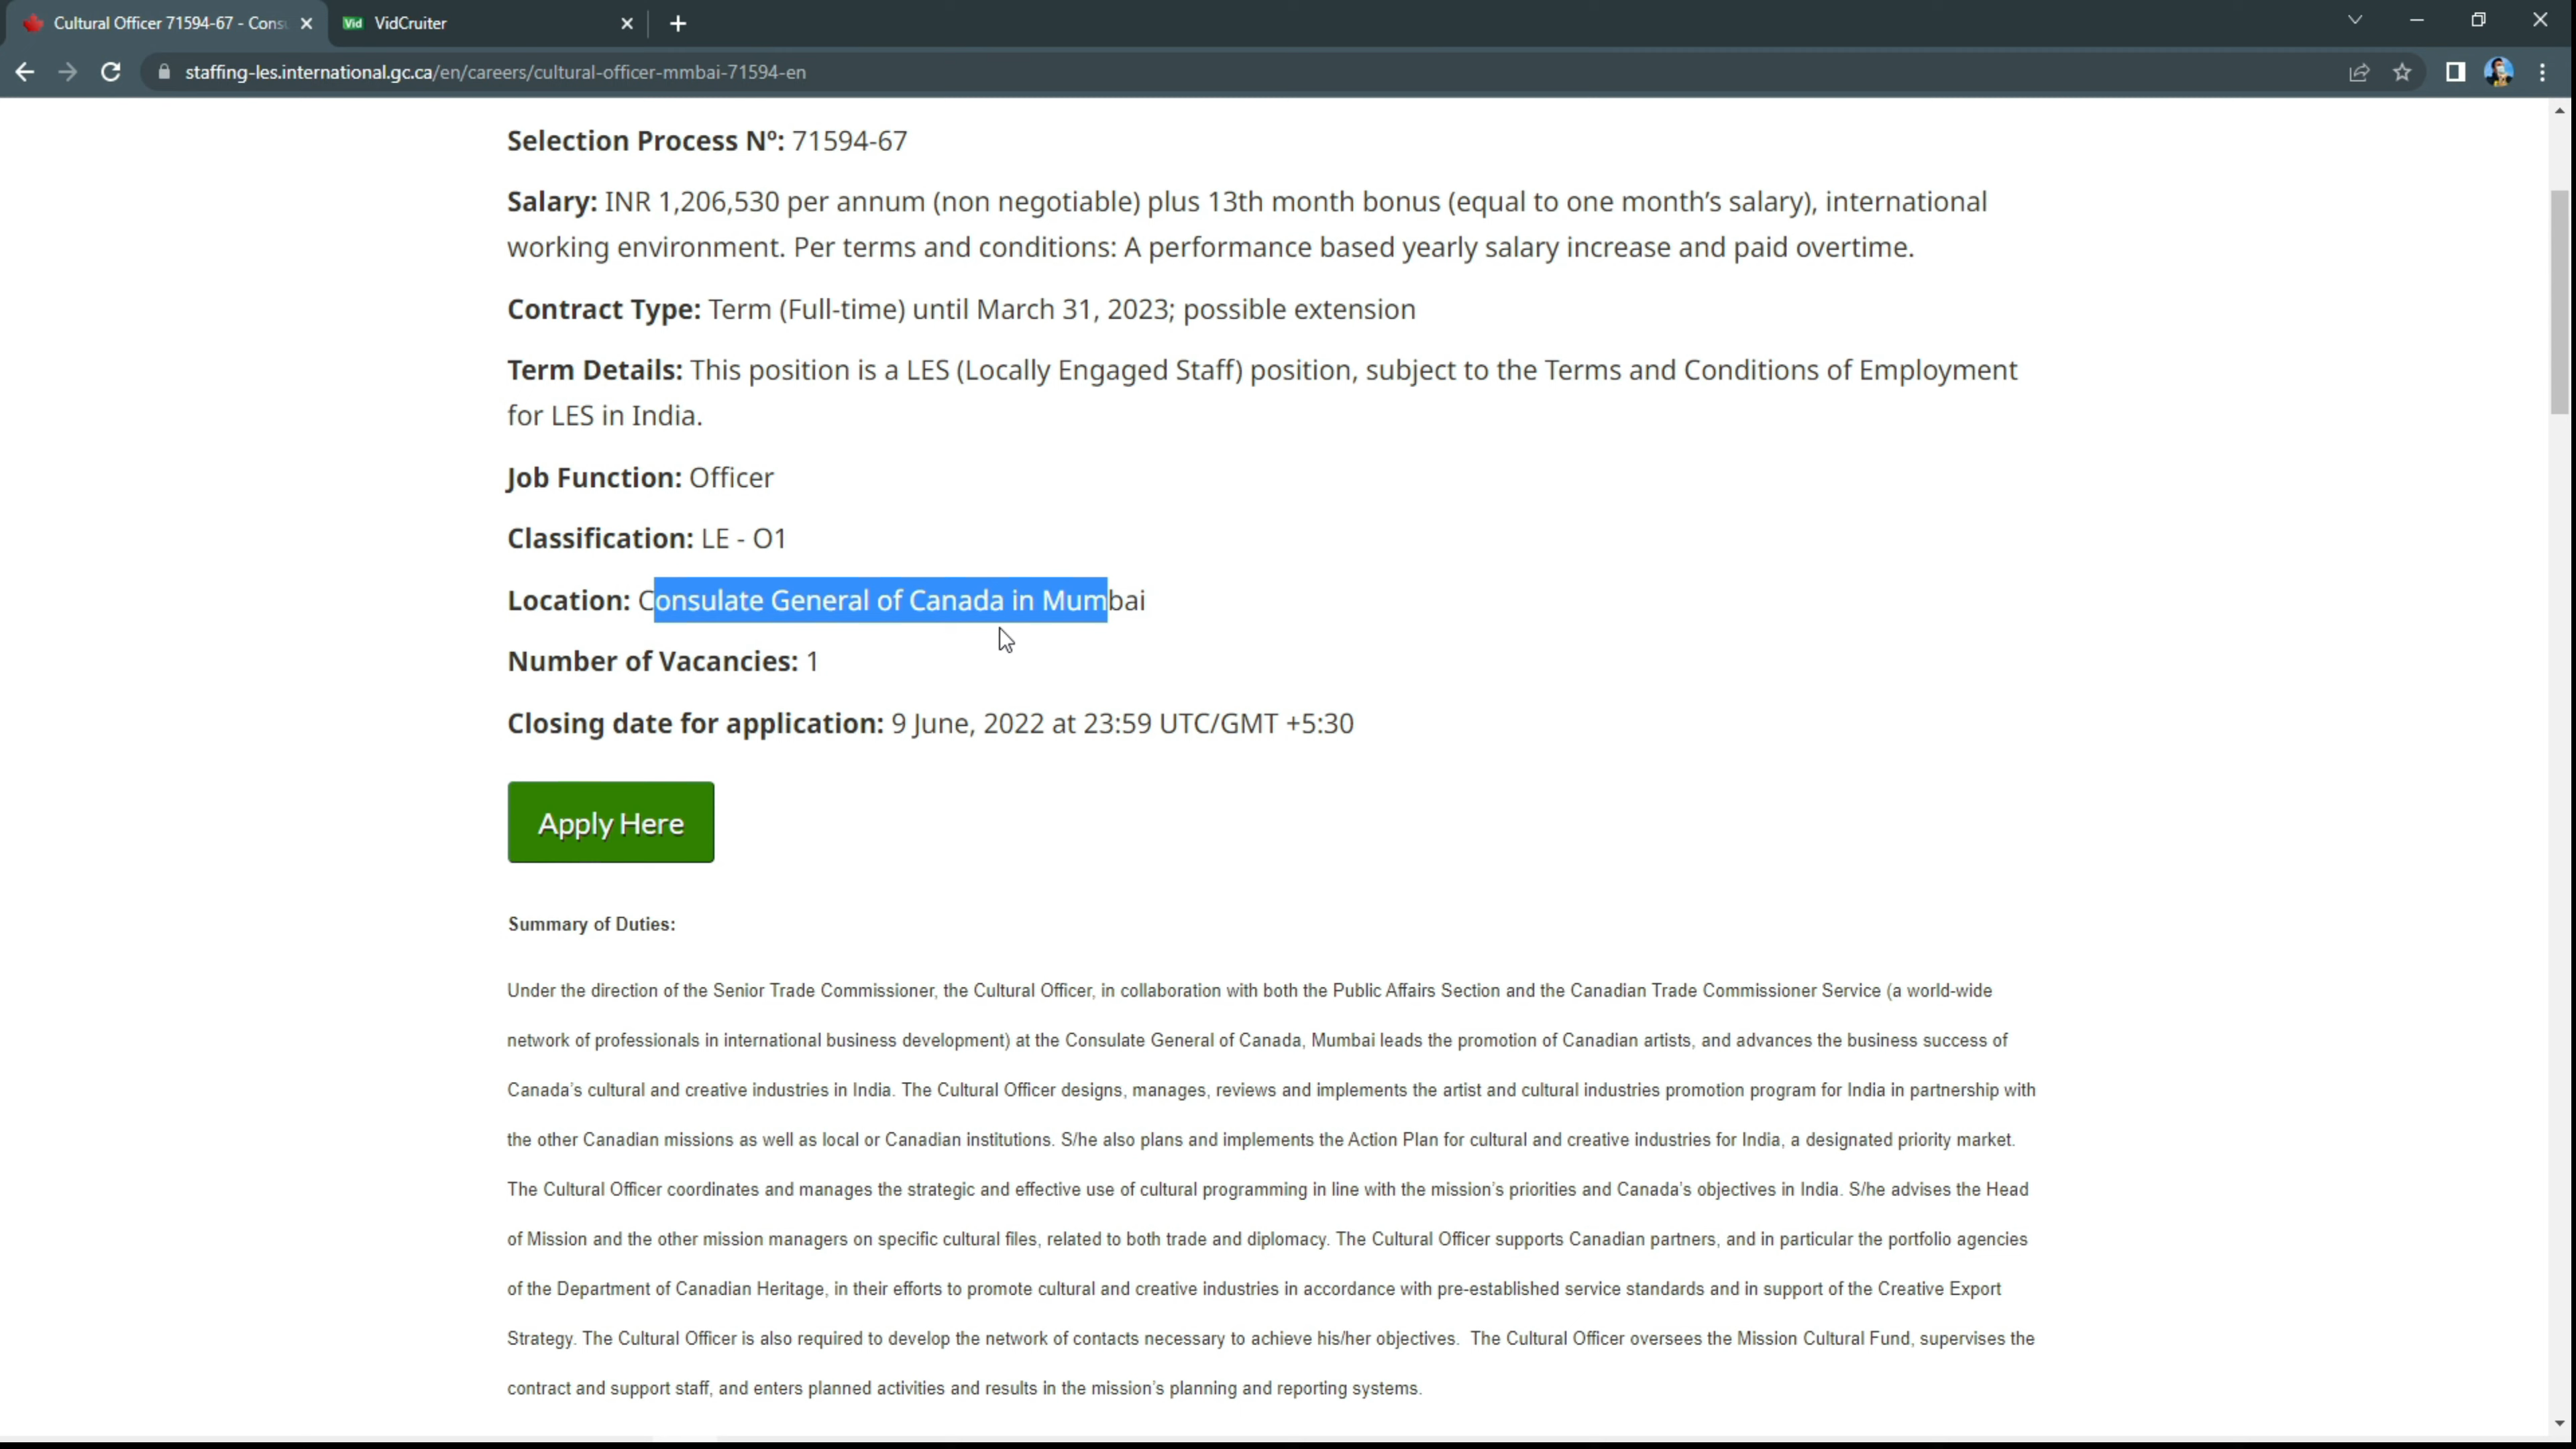 Cultural Officer 71594-67 - Cons
Vid VidCruiter
staffing-les.international.gc.ca/en/careers/cultural-officer-mmbai-71594-en
Selection Process Nº: 71594-67
Salary: INR 1,206,530 per annum (non negotiable) plus 13th month bonus (equal to one month’s salary), international
working environment. Per terms and conditions: A performance based yearly salary increase and paid overtime.
Contract Type: Term (Full-time) until March 31, 2023; possible extension
Term Details: This position is a LES (Locally Engaged Staff) position, subject to the Terms and Conditions of Employment
for LES in India.
Job Function: Officer
Classification: LE - O1
Location: Consulate General of Canada in Mumbai
Number of Vacancies: 1
Closing date for application: 9 June, 2022 at 23:59 UTC/GMT +5:30
Apply Here
Summary of Duties:
Under the direction of the Senior Trade Commissioner, the Cultural Officer, in collaboration with both the Public Affairs Section and the Canadian Trade Commissioner Service (a world-wide
network of professionals in international business development) at the Consulate General of Canada, Mumbai leads the promotion of Canadian artists, and advances the business success of
Canada’s cultural and creative industries in India. The Cultural Officer designs, manages, reviews and implements the artist and cultural industries promotion program for India in partnership with
the other Canadian missions as well as local or Canadian institutions. S/he also plans and implements the Action Plan for cultural and creative industries for India, a designated priority market.
The Cultural Officer coordinates and manages the strategic and effective use of cultural programming in line with the mission’s priorities and Canada’s objectives in India. S/he advises the Head
of Mission and the other mission managers on specific cultural files, related to both trade and diplomacy. The Cultural Officer supports Canadian partners, and in particular the portfolio agencies
of the Department of Canadian Heritage, in their efforts to promote cultural and creative industries in accordance with pre-established service standards and in support of the Creative Export
Strategy. The Cultural Officer is also required to develop the network of contacts necessary to achieve his/her objectives. The Cultural Officer oversees the Mission Cultural Fund, supervises the
contract and support staff, and enters planned activities and results in the mission’s planning and reporting systems.